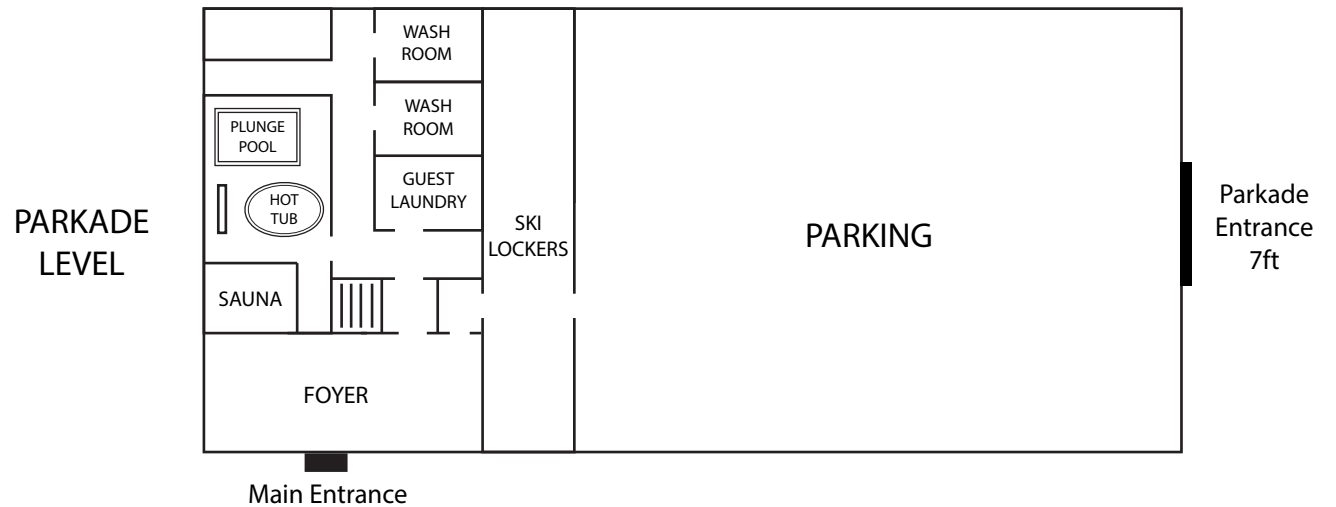 WASH
ROOM
WASH
ROOM
PLUNGE
POOL
GUEST
LAUNDRY
HOT
TUB
PARKADE
LEVEL
SKI
LOCKERS
PARKING
Parkade
Entrance
7ft
SAUNA
FOYER
Main Entrance